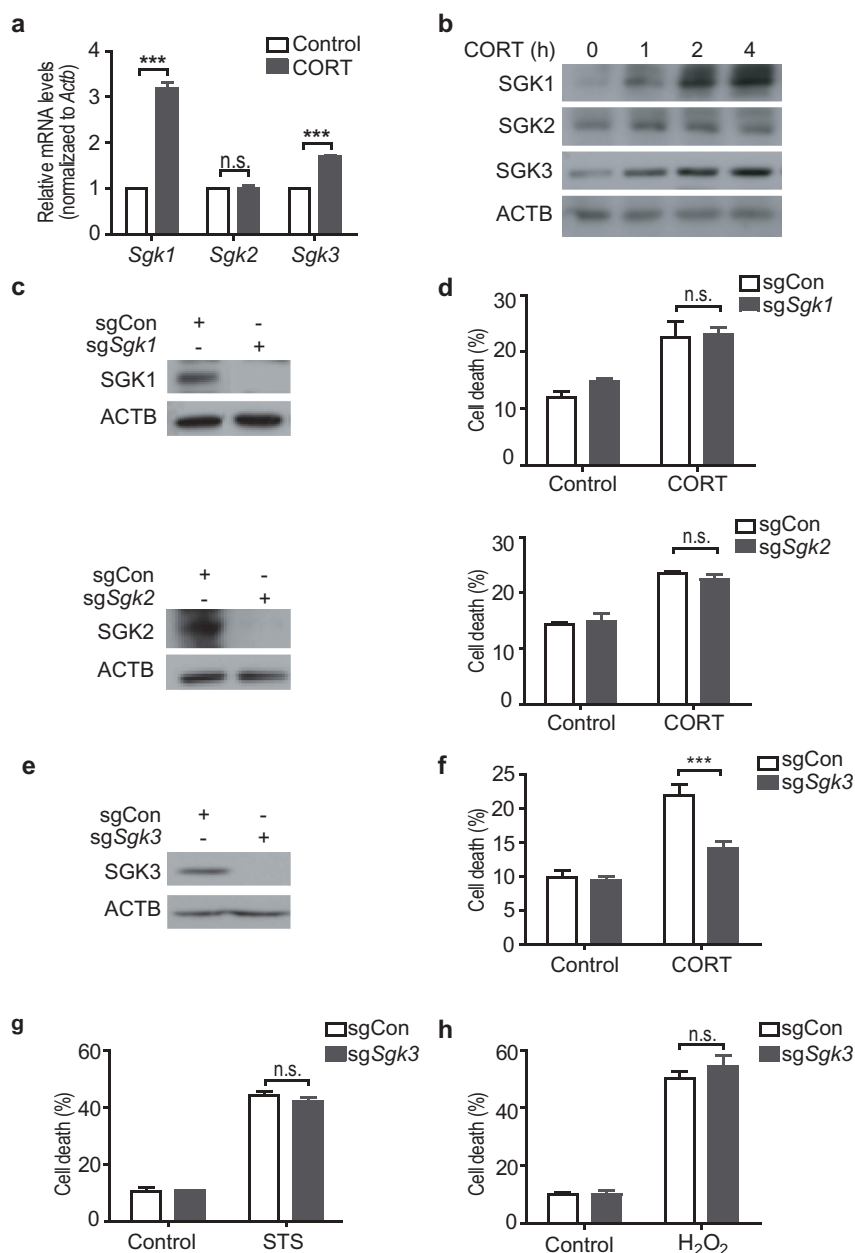 a
Relative mRNA levels
(normalizaed to Actb)
4
3
2
1
0
***
n.s.
***
Control
CORT
Sgk1 Sgk2 Sgk3
b
CORT (h) 0 1 2 4
SGK1
SGK2
SGK3
ACTB
c
sgCon + -
sgSgk1 - +
SGK1
ACTB
sgCon + -
sgSgk2 - +
SGK2
ACTB
d
Cell death (%)
30
20
10
0
n.s.
sgCon
sgSgk1
Control CORT
Cell death (%)
30
20
10
0
n.s.
sgCon
sgSgk2
Control CORT
e
sgCon + -
sgSgk3 - +
SGK3
ACTB
f
Cell death (%)
25
20
15
10
5
0
***
sgCon
sgSgk3
Control CORT
g
Cell death (%)
60
40
20
0
n.s.
sgCon
sgSgk3
Control STS
h
Cell death (%)
60
40
20
0
n.s.
sgCon
sgSgk3
Control H₂O₂